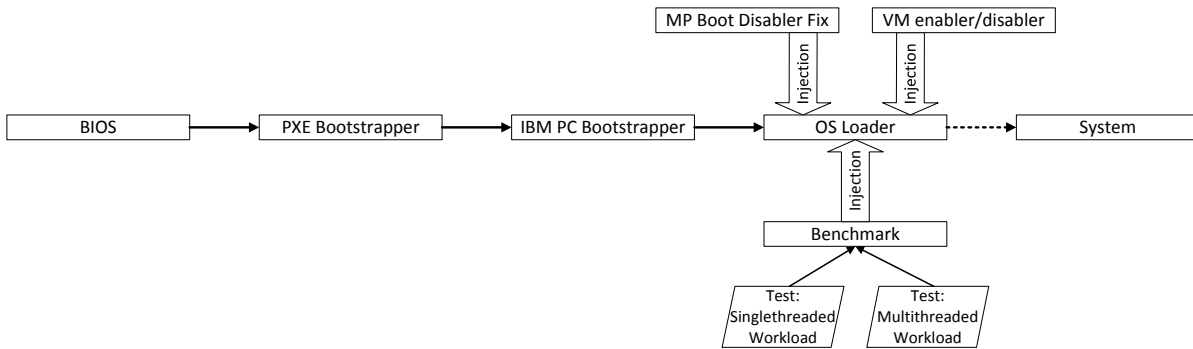 MP Boot Disabler Fix
VM enabler/disabler
Injection
Injection
BIOS
PXE Bootstrapper
IBM PC Bootstrapper
OS Loader
System
Injection
Benchmark
Test:
Singlethreaded
Workload
Test:
Multithreaded
Workload